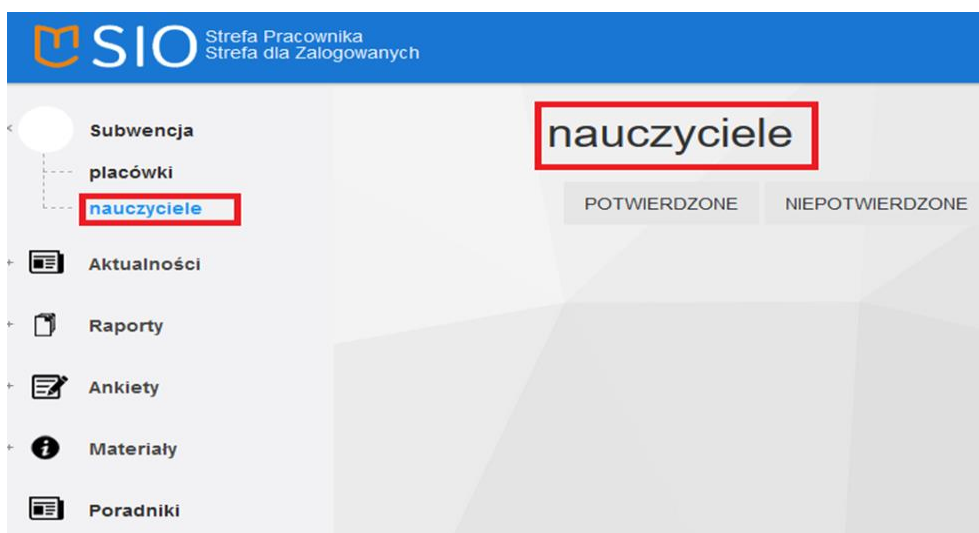 SIO
Strefa Pracownika
Strefa dla Zalogowanych
Subwencja
placówki
nauczyciele
Aktualności
Raporty
Ankiety
Materiały
Poradniki
nauczyciele
POTWIERDZONE NIEPOTWIERDZONE